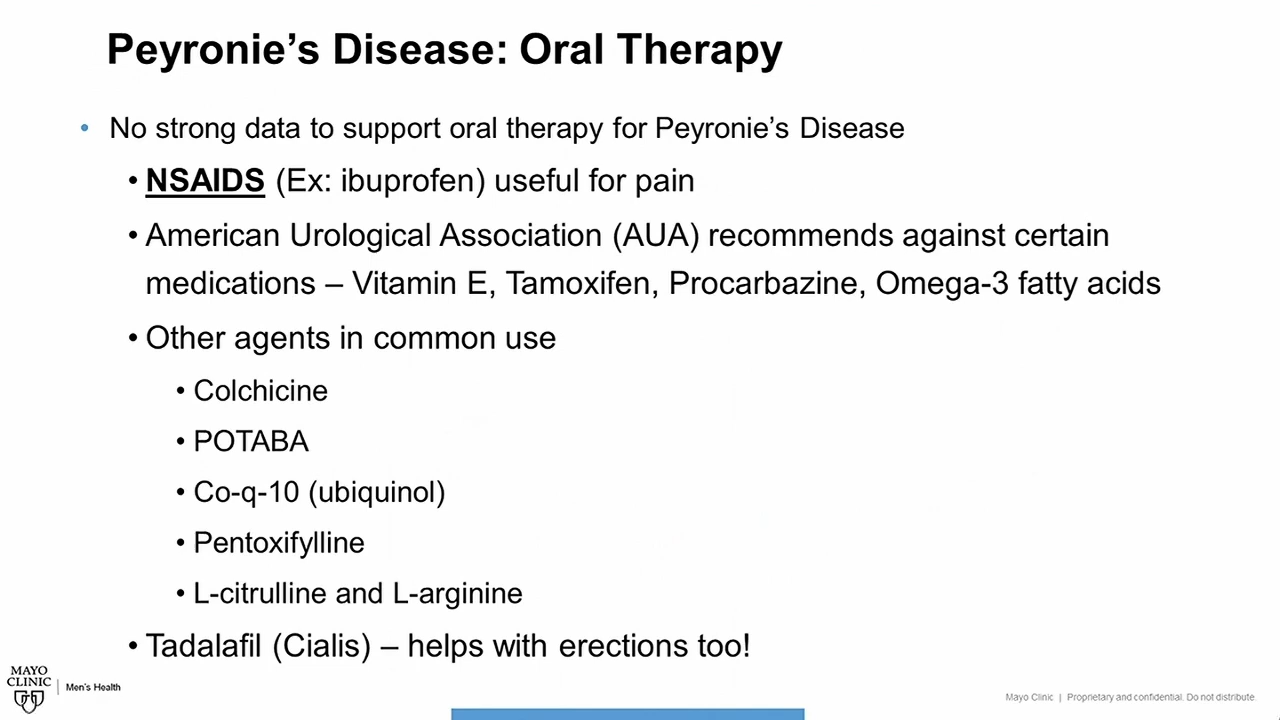 Peyronie’s Disease: Oral Therapy
• No strong data to support oral therapy for Peyronie’s Disease
• NSAIDS (Ex: ibuprofen) useful for pain
• American Urological Association (AUA) recommends against certain
medications – Vitamin E, Tamoxifen, Procarbazine, Omega-3 fatty acids
• Other agents in common use
• Colchicine
• POTABA
• Co-q-10 (ubiquinol)
• Pentoxifylline
• L-citrulline and L-arginine
• Tadalafil (Cialis) – helps with erections too!
MAYO
CLINIC
Men’s Health
Mayo Clinic | Proprietary and confidential. Do not distribute.